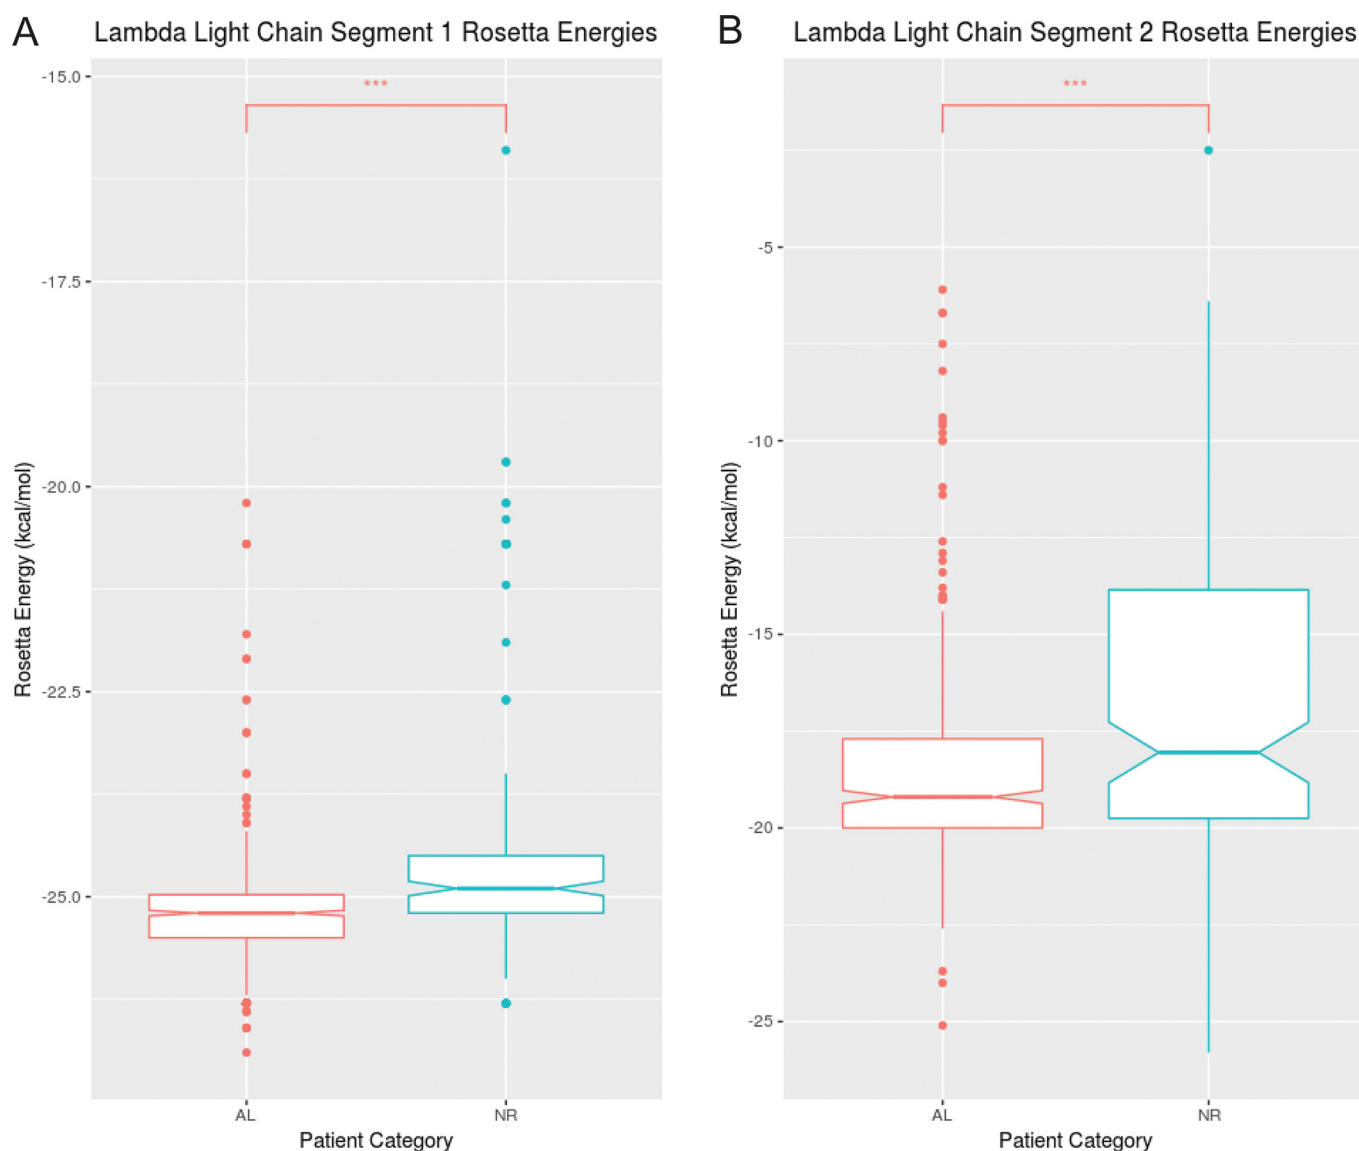 A
Lambda Light Chain Segment 1 Rosetta Energies
-15.0
-17.5
-20.0
-22.5
-25.0
***
Rosetta Energy (kcal/mol)
AL
NR
Patient Category
B
Lambda Light Chain Segment 2 Rosetta Energies
-5
-10
-15
-20
-25
***
Rosetta Energy (kcal/mol)
AL
NR
Patient Category